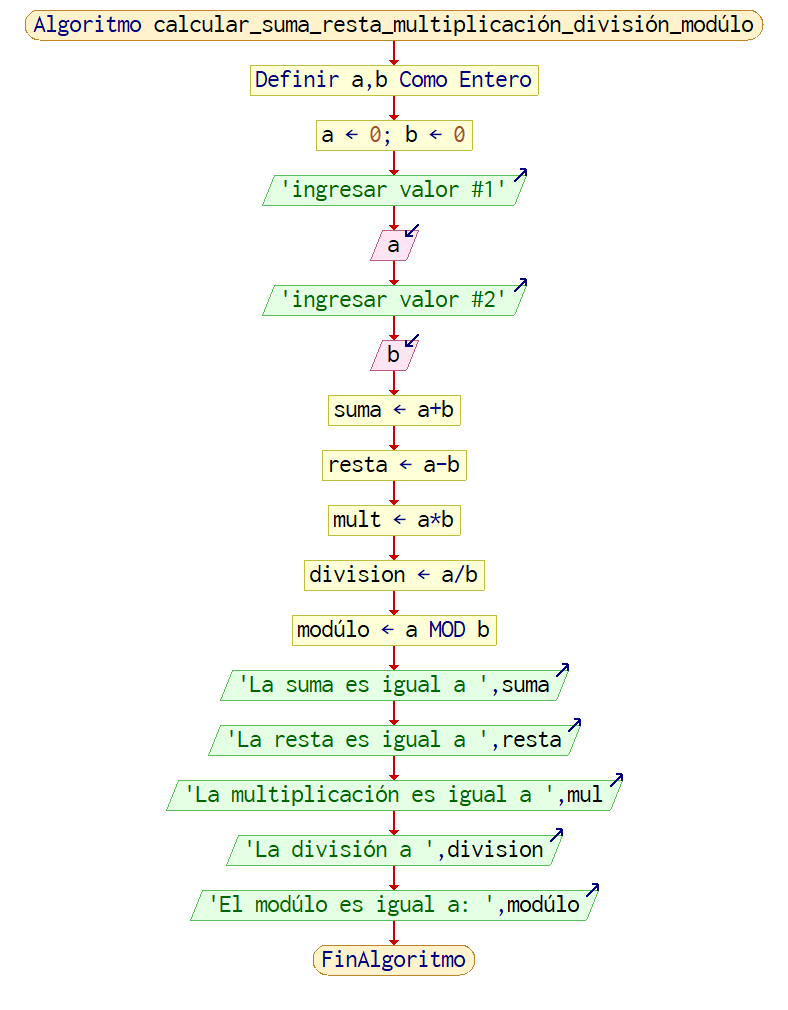 Algoritmo calcular_suma_resta_multiplicación_división_modúlo
Definir a,b Como Entero
a ← 0; b ← 0
'ingresar valor #1'
a
'ingresar valor #2'
b
suma ← a+b
resta ← a-b
mult ← a*b
division ← a/b
modúlo ← a MOD b
'La suma es igual a ',suma
'La resta es igual a ',resta
'La multiplicación es igual a ',mul
'La división a ',division
'El modúlo es igual a: ',modúlo
FinAlgoritmo